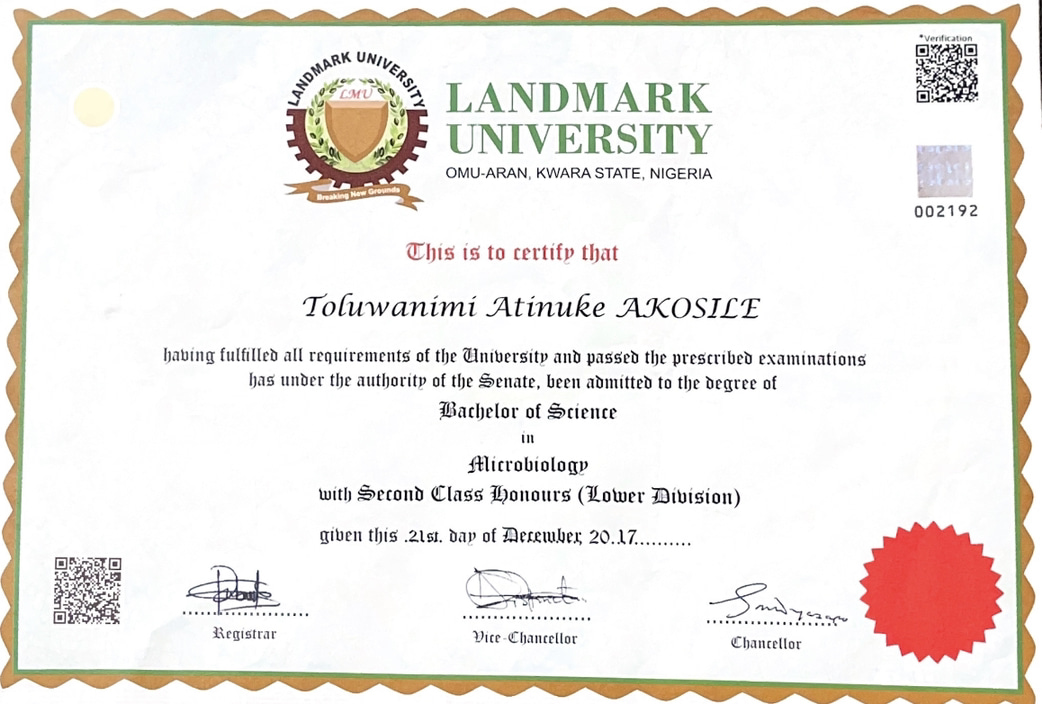 *Verification
LANDMARK UNIVERSITY
LMU
Breaking New Grounds
LANDMARK
UNIVERSITY
OMU-ARAN, KWARA STATE, NIGERIA
002192
This is to certify that
Toluwanimi Atinuke AKOSILE
having fulfilled all requirements of the University and passed the prescribed examinations
has under the authority of the Senate, been admitted to the degree of
Bachelor of Science
in
Microbiology
with Second Class Honours (Lower Division)
given this .21st. day of December, 20.17..........
Registrar
Vice-Chancellor
Chancellor